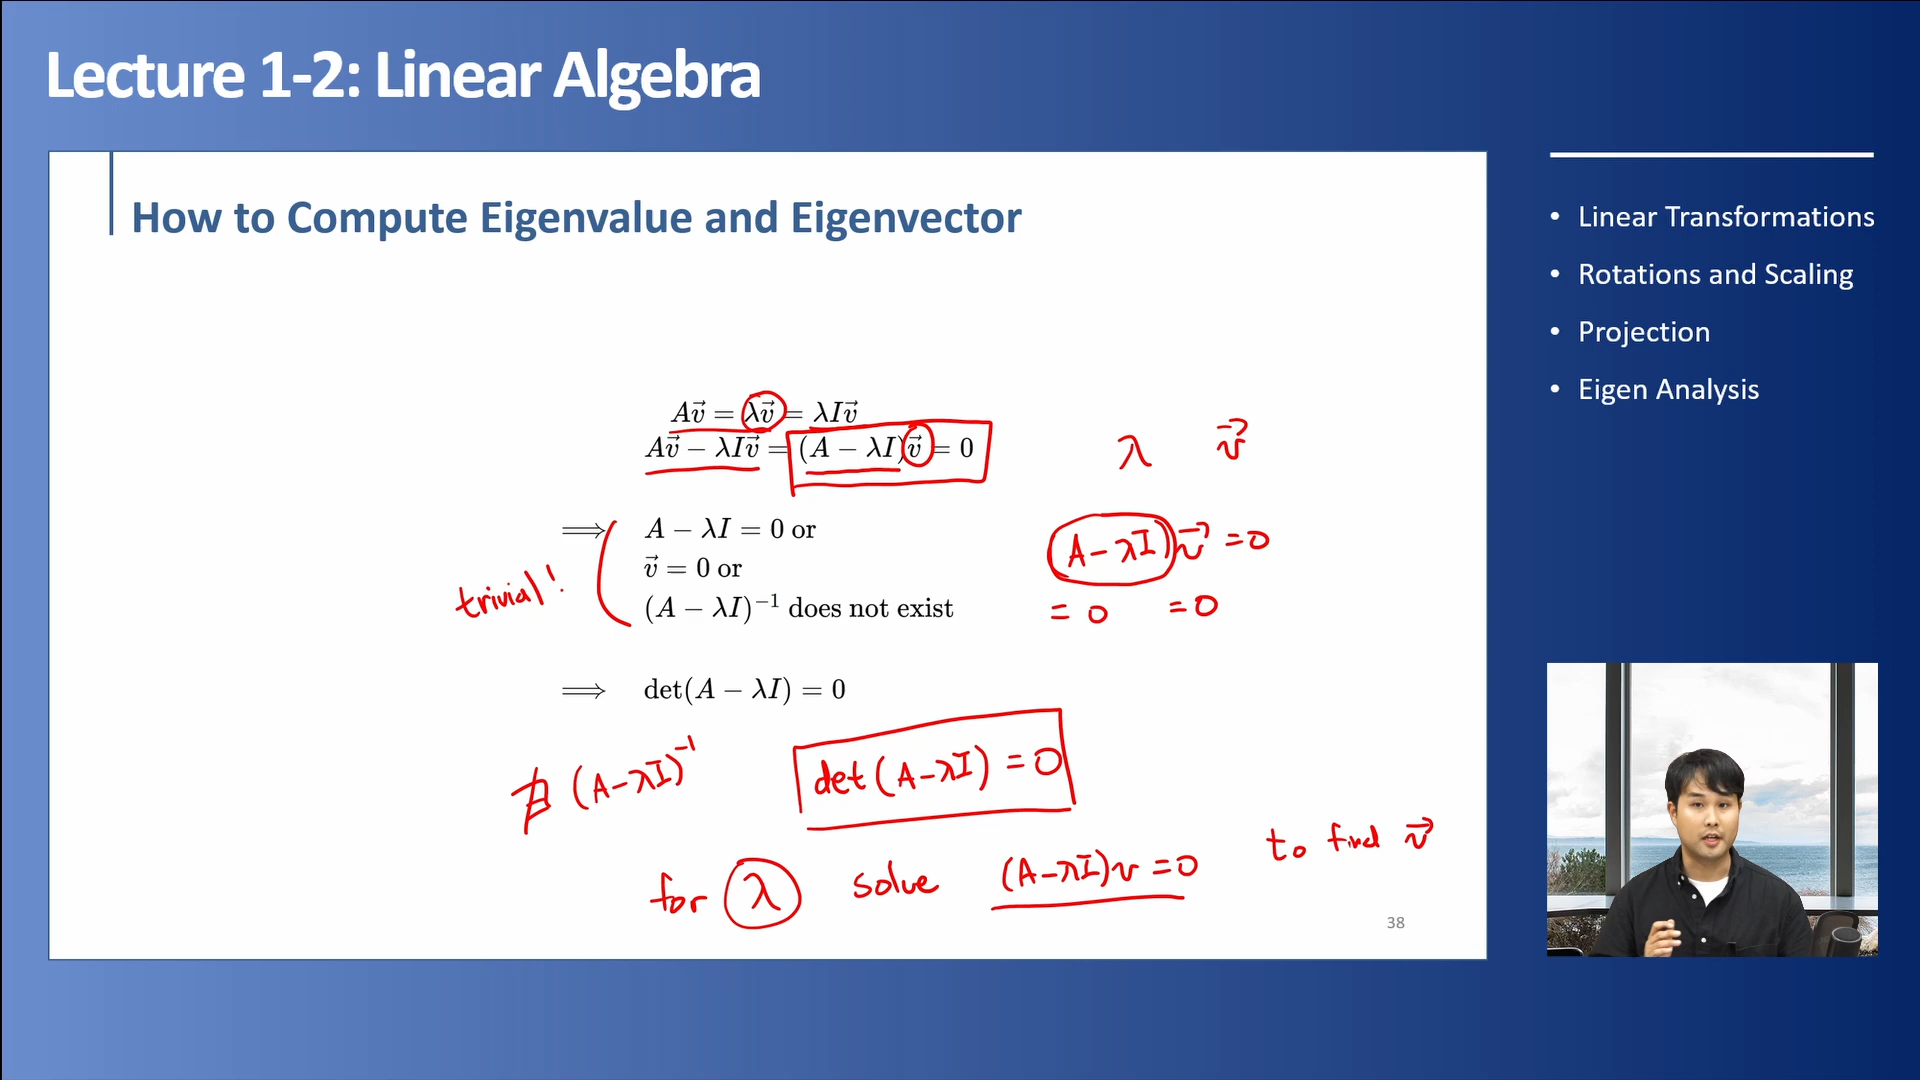 Lecture 1-2: Linear Algebra
How to Compute Eigenvalue and Eigenvector
Av⃗ = λv⃗ = λIv⃗
Av⃗ − λIv⃗ = (A − λI)v⃗ = 0
⟹ A − λI = 0 or
v⃗ = 0 or
(A − λI)⁻¹ does not exist
trivial!
⟹ det(A − λI) = 0
λ v⃗
(A-λI)v⃗ = 0
= 0 = 0
∄ (A-λI)⁻¹
det(A-λI) = 0
for λ solve (A-λI)v = 0 to find v⃗
38
• Linear Transformations
• Rotations and Scaling
• Projection
• Eigen Analysis